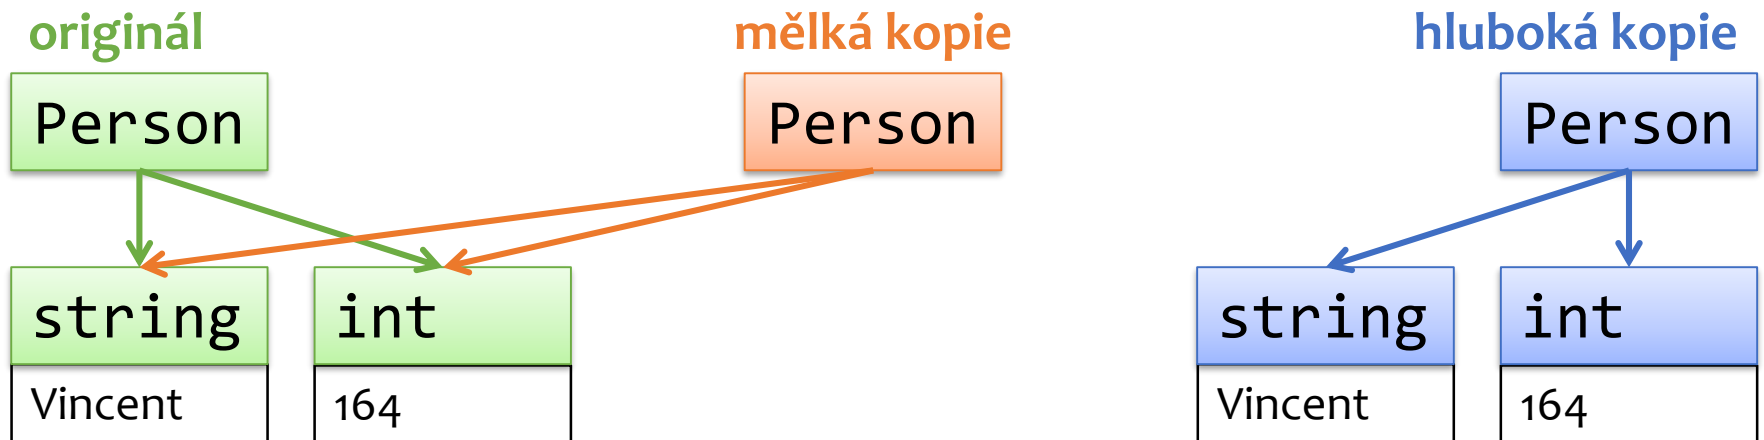 originál
mělká kopie
hluboká kopie
Person
Person
Person
string
int
string
int
Vincent
164
Vincent
164